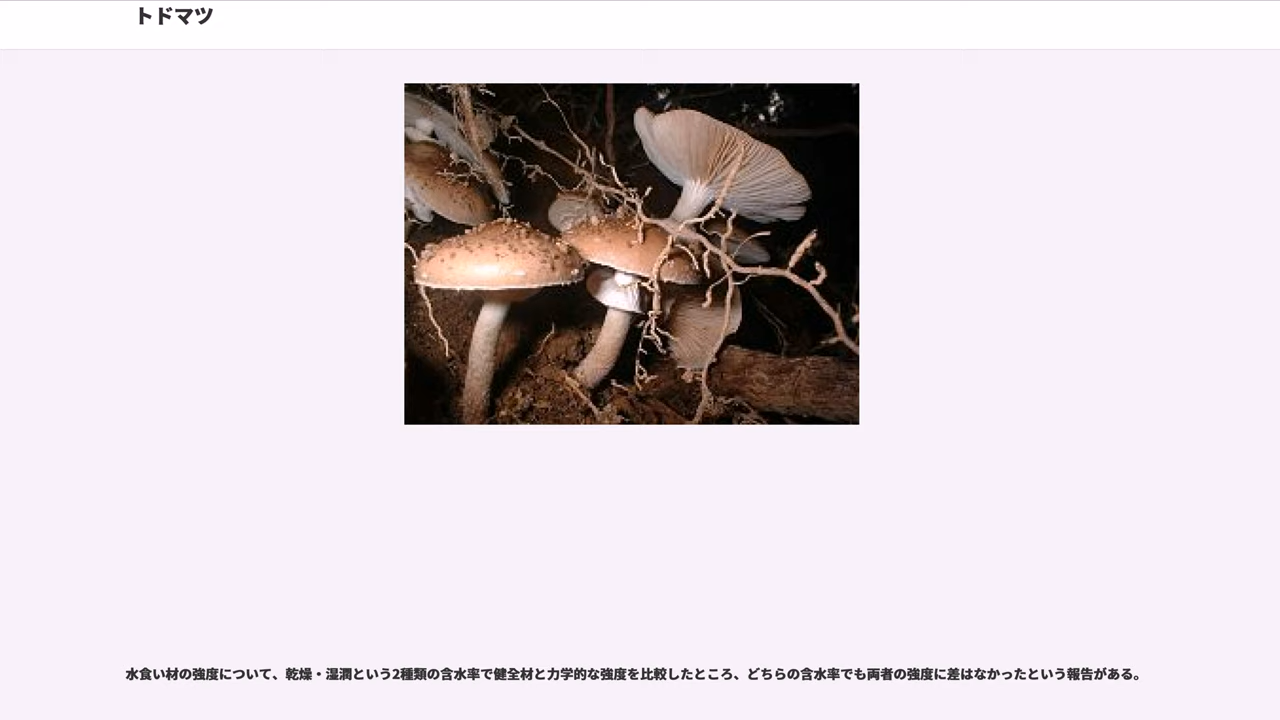 トドマツ
水食い材の強度について、乾燥・湿潤という2種類の含水率で健全材と力学的な強度を比較したところ、どちらの含水率でも両者の強度に差はなかったという報告がある。